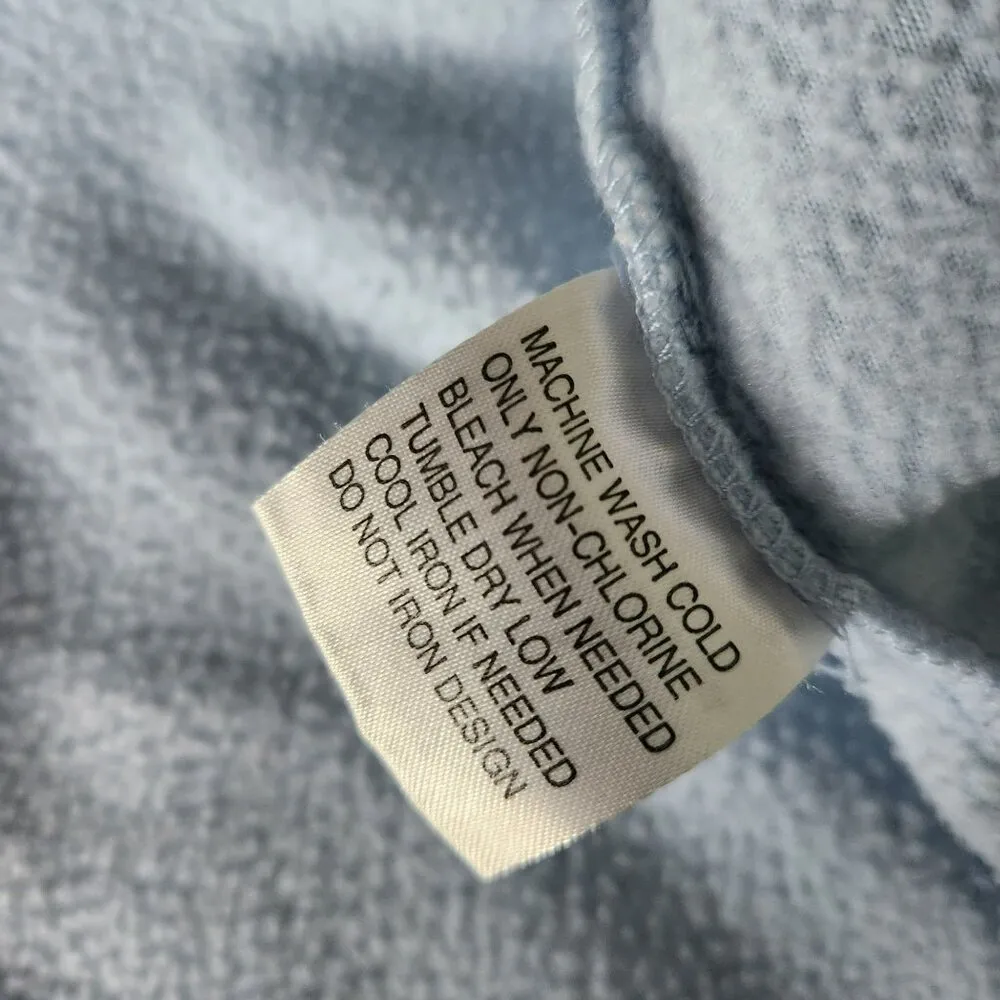 MACHINE WASH COLD
ONLY NON-CHLORINE
BLEACH WHEN NEEDED
TUMBLE DRY LOW
COOL IRON IF NEEDED
DO NOT IRON DESIGN